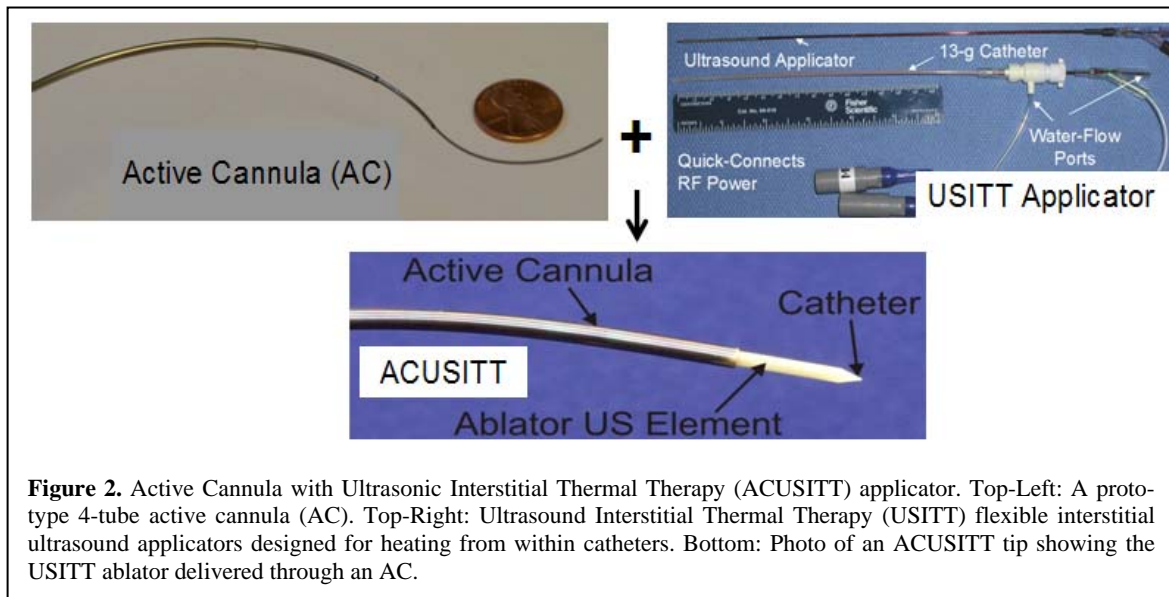 Active Cannula (AC)
+
Ultrasound Applicator
13-g Catheter
Fisher
Scientific
Water-Flow
Ports
Quick-Connects
RF Power
M
USITT Applicator
Active Cannula
Catheter
ACUSITT
Ablator US Element
Figure 2. Active Cannula with Ultrasonic Interstitial Thermal Therapy (ACUSITT) applicator. Top-Left: A proto-
type 4-tube active cannula (AC). Top-Right: Ultrasound Interstitial Thermal Therapy (USITT) flexible interstitial
ultrasound applicators designed for heating from within catheters. Bottom: Photo of an ACUSITT tip showing the
USITT ablator delivered through an AC.